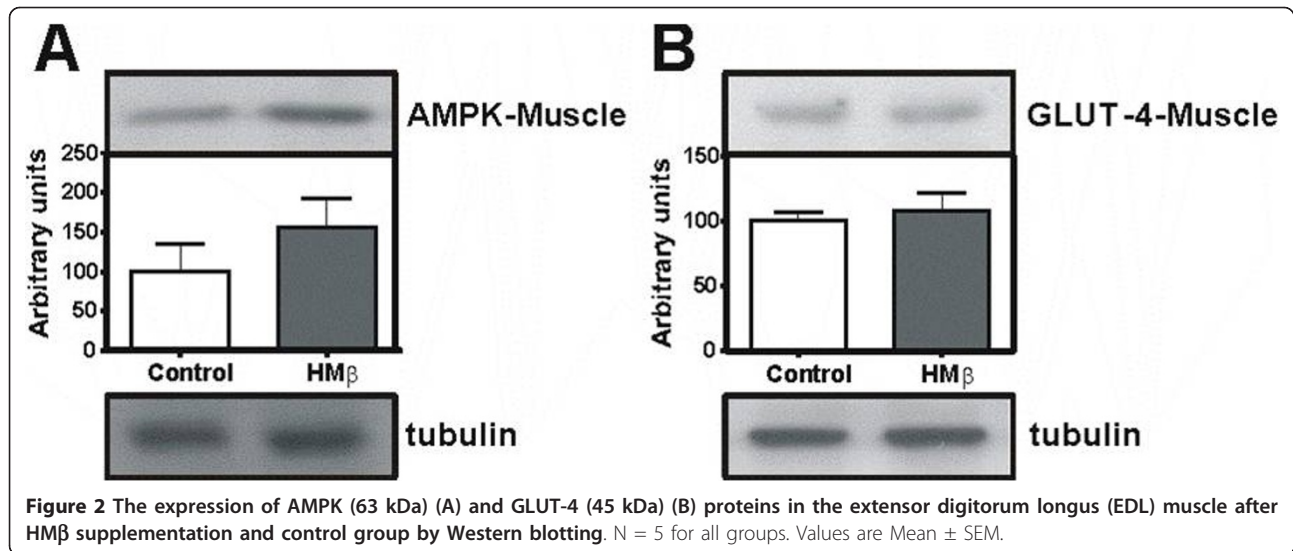 A
AMPK-Muscle
250
200
150
100
50
0
Arbitrary units
Control HMβ
tubulin
B
GLUT-4-Muscle
150
100
50
0
Arbitrary units
Control HMβ
tubulin
Figure 2 The expression of AMPK (63 kDa) (A) and GLUT-4 (45 kDa) (B) proteins in the extensor digitorum longus (EDL) muscle after
HMβ supplementation and control group by Western blotting. N = 5 for all groups. Values are Mean ± SEM.